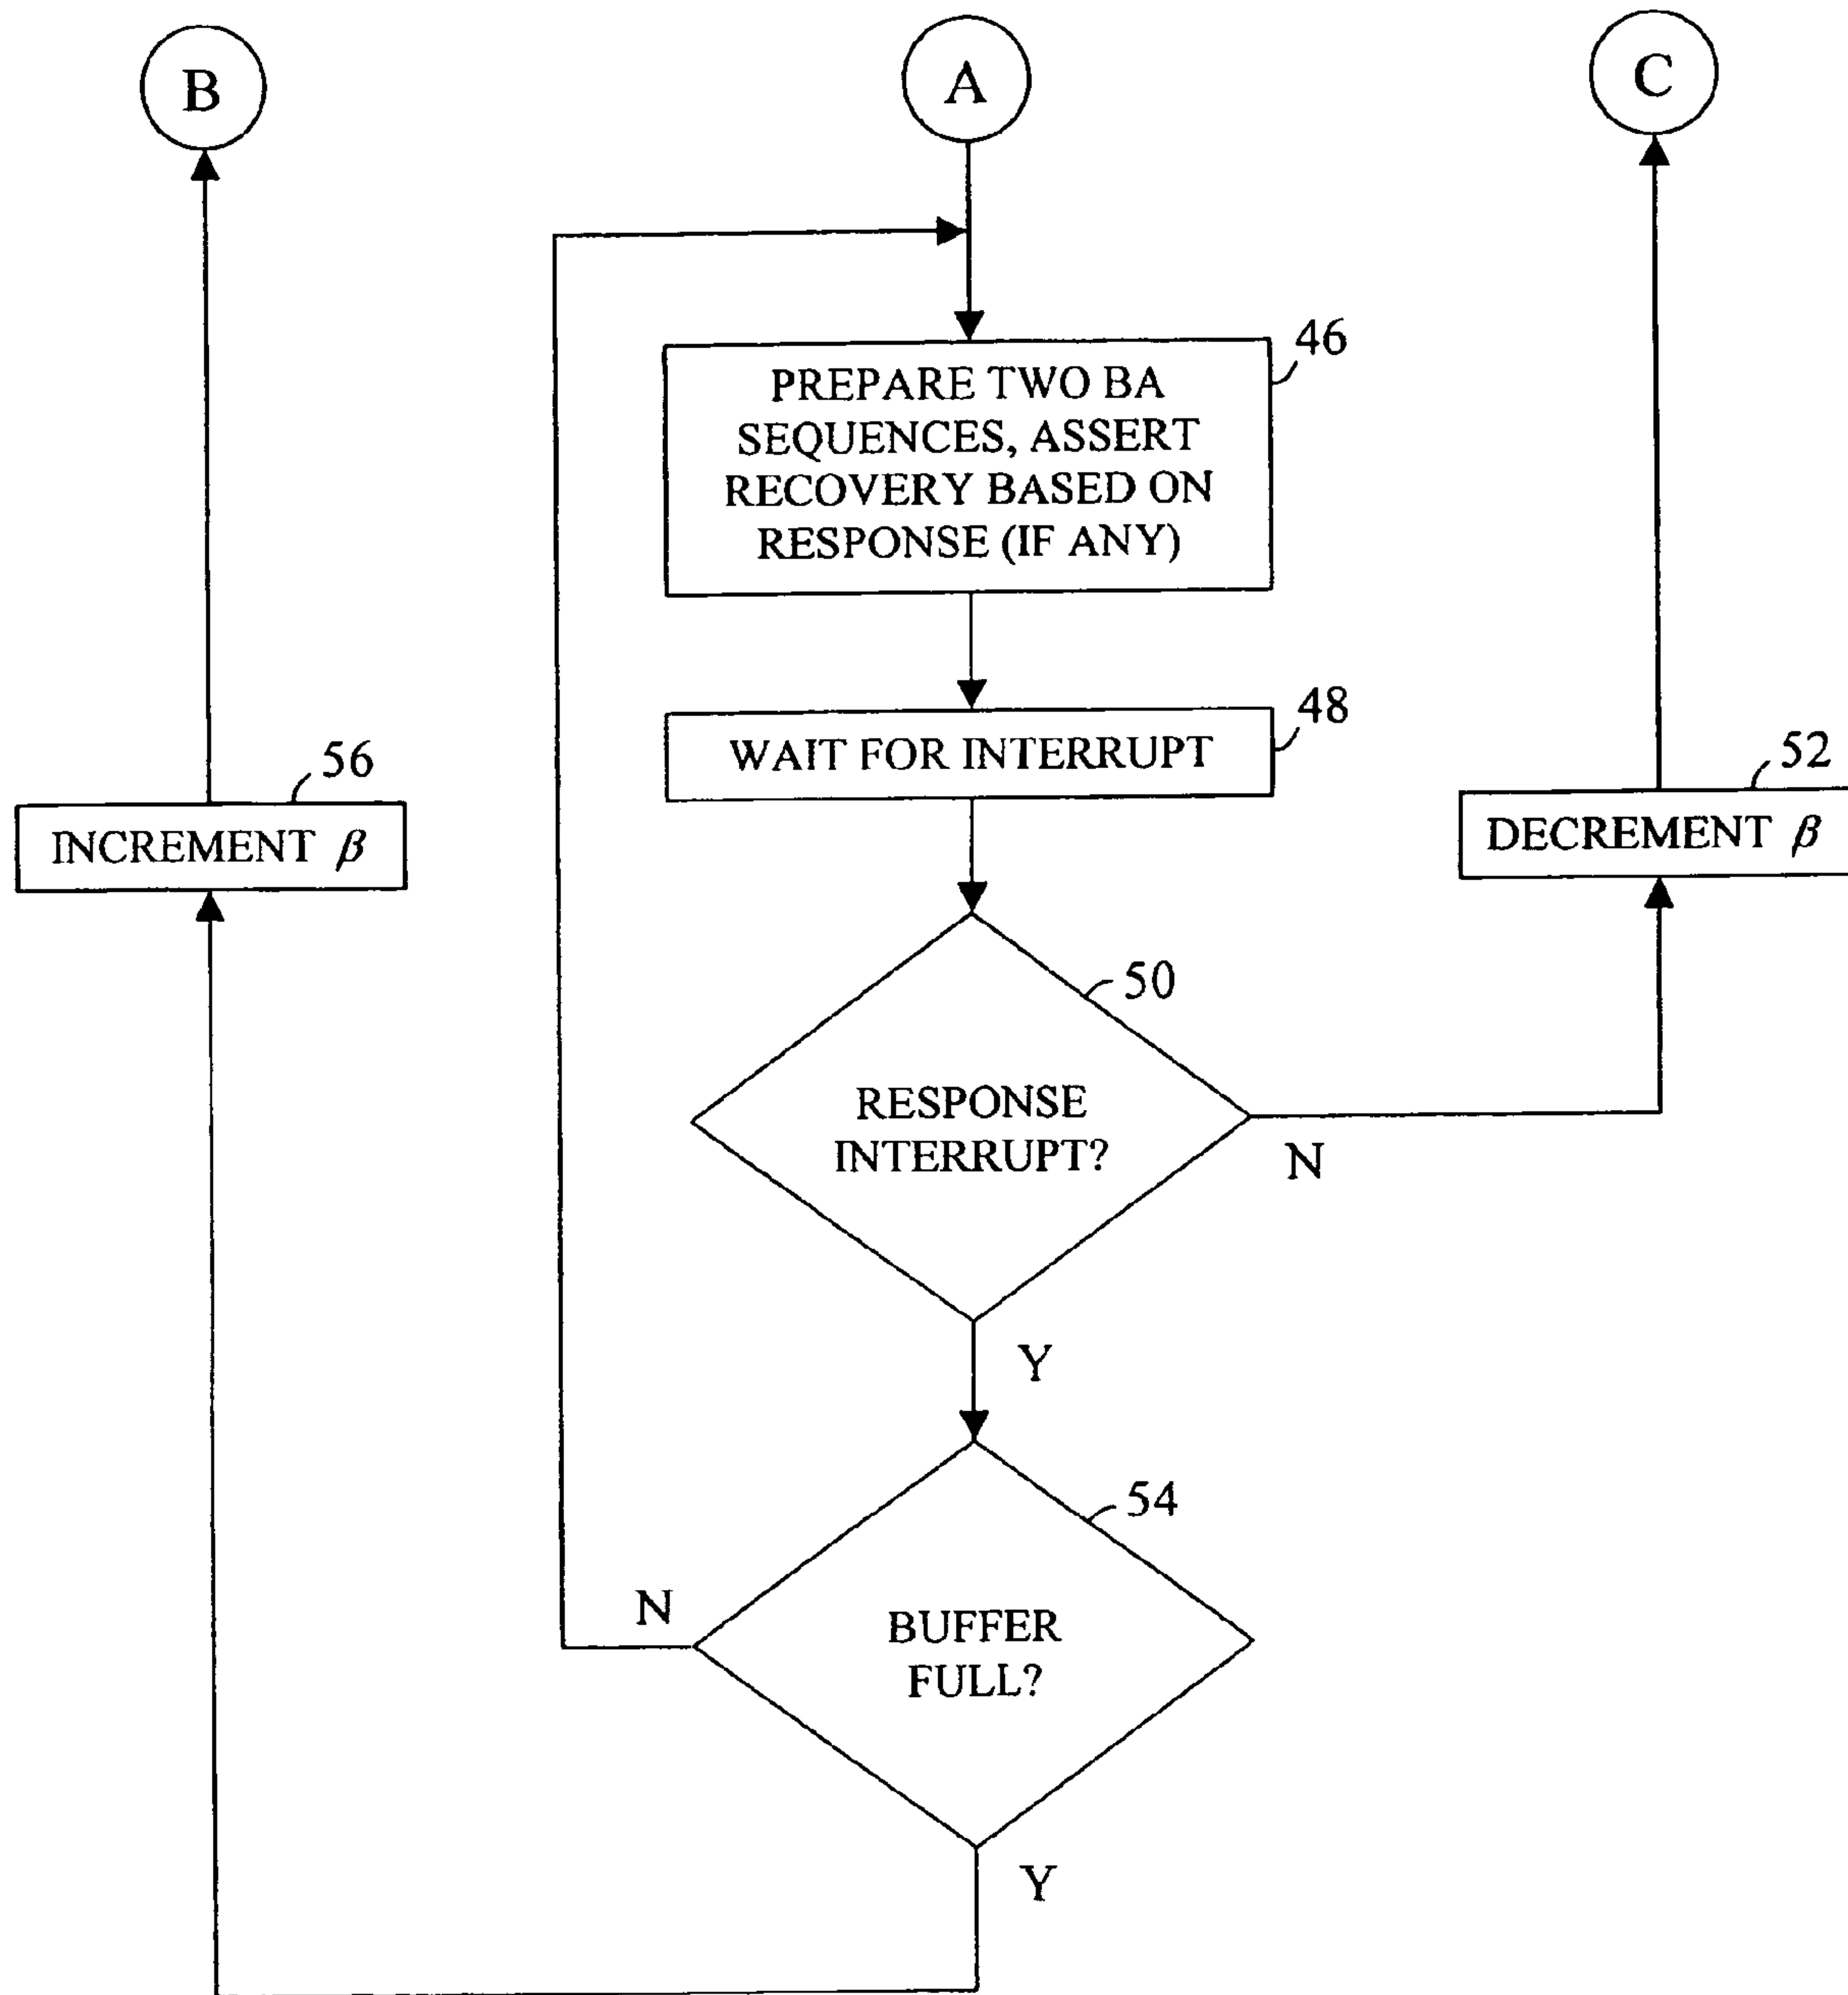 B
A
C
46
PREPARE TWO BA
SEQUENCES, ASSERT
RECOVERY BASED ON
RESPONSE (IF ANY)
48
WAIT FOR INTERRUPT
56
INCREMENT β
52
DECREMENT β
50
RESPONSE
INTERRUPT?
N
Y
54
N
BUFFER
FULL?
Y